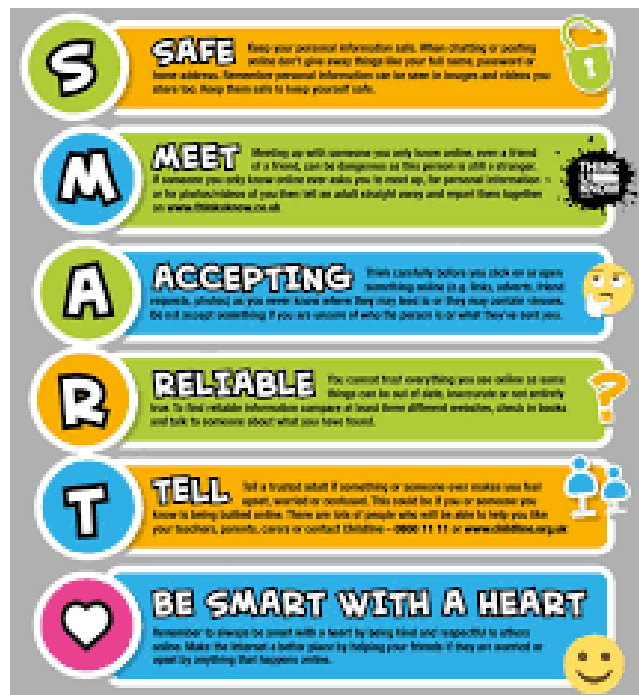 S
SAFE Keep your personal information safe. When chatting or posting
online don't give away things like your full name, password or
home address. Remember personal information can be seen in images and videos you
share too. Keep them safe to keep yourself safe.
M
MEET Meeting up with someone you only know online, even a friend
of a friend, can be dangerous as this person is still a stranger.
If someone you only know online ever asks you to meet up, for personal information
or for photos/videos of you then tell an adult straight away and report them together
on www.thinkuknow.co.uk
THINK
U
KNOW
A
ACCEPTING Think carefully before you click on or open
something online (e.g. links, adverts, friend
requests, photos) as you never know where they may lead to or they may contain viruses.
Do not accept something if you are unsure of who the person is or what they've sent you.
R
RELIABLE You cannot trust everything you see online as some
things can be out of date, inaccurate or not entirely
true. To find reliable information compare at least three different websites, check in books
and talk to someone about what you have found.
?
T
TELL Tell a trusted adult if something or someone ever makes you feel
upset, worried or confused. This could be if you or someone you
know is being bullied online. There are lots of people who will be able to help you like
your teachers, parents, carers or contact Childline – 0800 11 11 or www.childline.org.uk
BE SMART WITH A HEART
Remember to always be smart with a heart by being kind and respectful to others
online. Make the internet a better place by helping your friends if they are worried or
upset by anything that happens online.